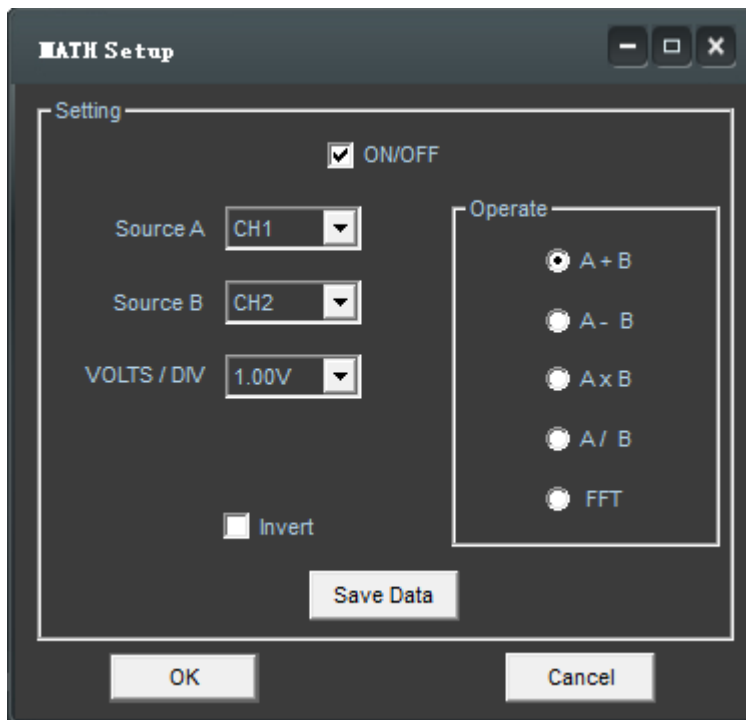 MATH Setup
Setting
ON/OFF
Source A CH1
Source B CH2
VOLTS / DIV 1.00V
Invert
Operate
A + B
A - B
A x B
A / B
FFT
Save Data
OK
Cancel